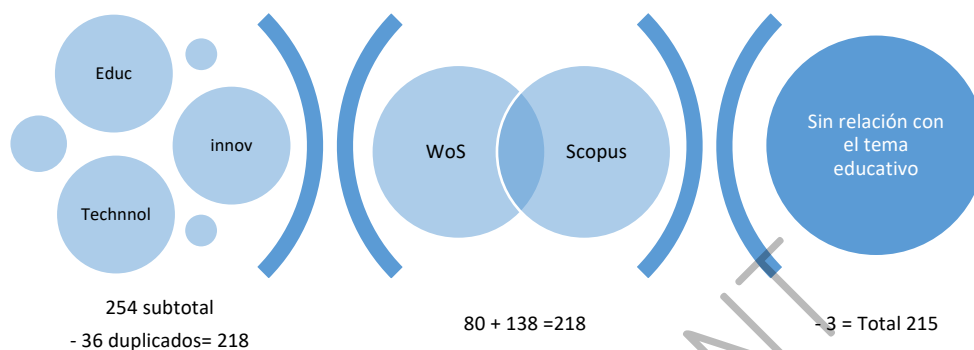 Educ
innov
Technnol
254 subtotal
- 36 duplicados= 218
WoS
Scopus
80 + 138 =218
Sin relación con
el tema
educativo
- 3 = Total 215